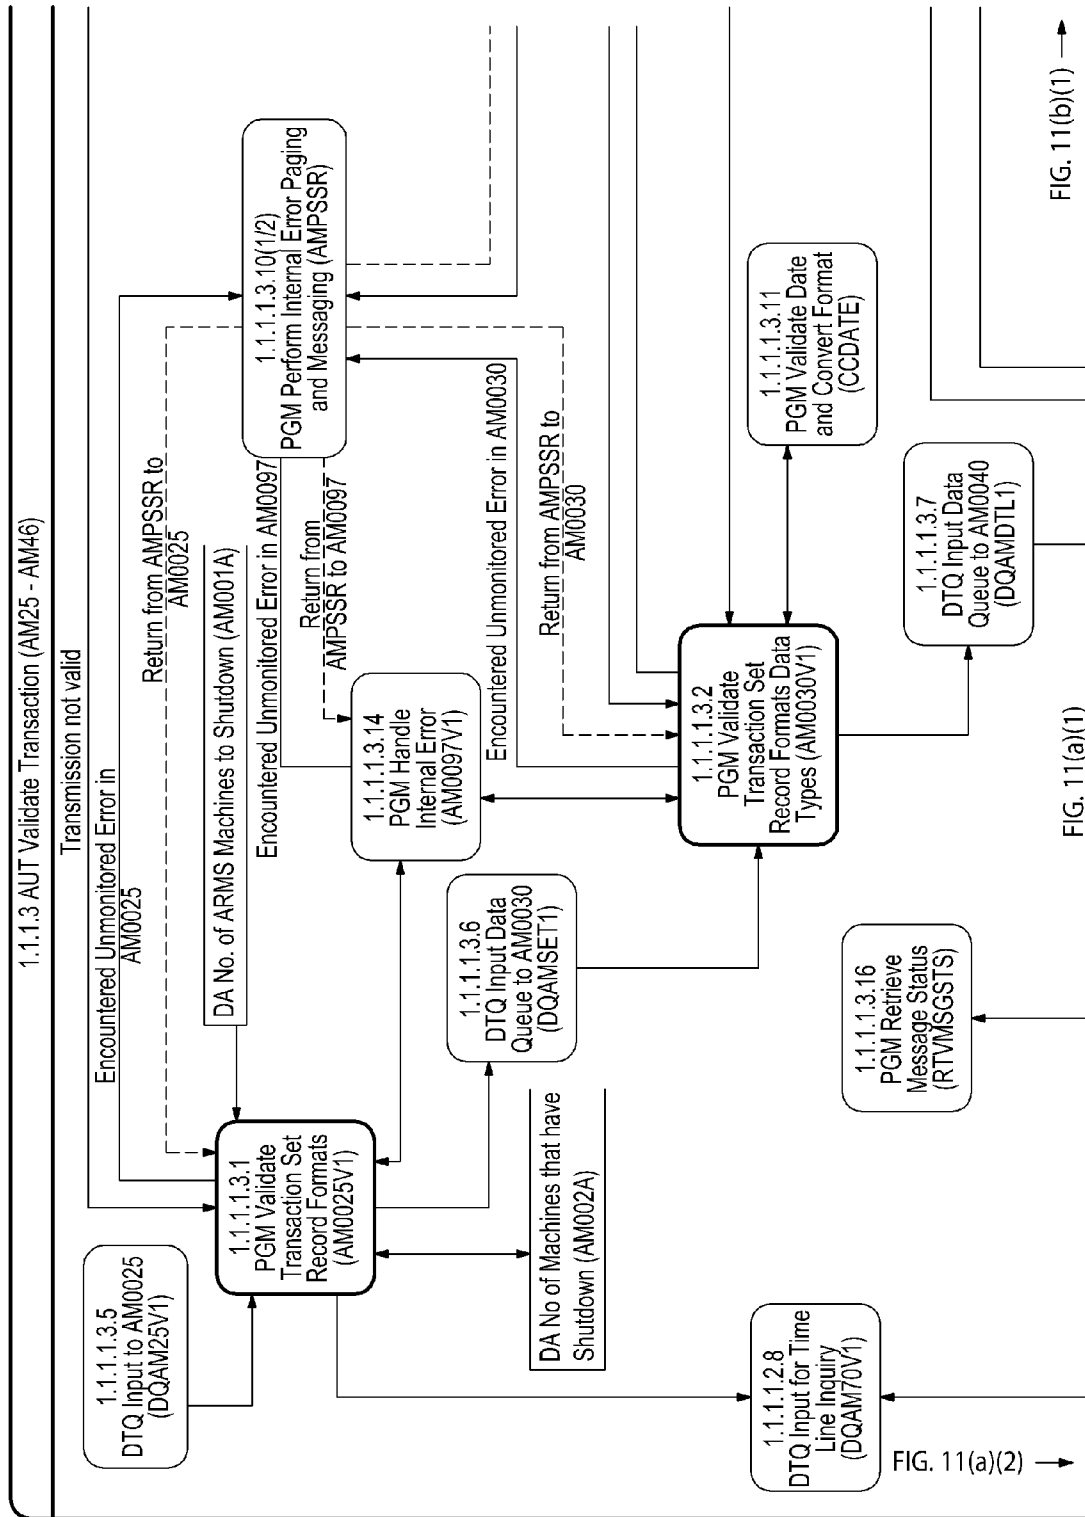 1.1.1.3 AUT Validate Transaction (AM25 - AM46)
Transmission not valid
Encountered Unmonitored Error in
AM0025
Return from AMPSSR to
AM0025
DA No. of ARMS Machines to Shutdown (AM001A)
Encountered Unmonitored Error in AM0097
Return from
AMPSSR to AM0097
1.1.1.1.3.10(1/2)
PGM Perform Internal Error Paging
and Messaging (AMPSSR)
1.1.1.1.3.5
DTQ Input to AM0025
(DQAM25V1)
1.1.1.1.3.1
PGM Validate
Transaction Set
Record Formats
(AM0025V1)
1.1.1.1.3.14
PGM Handle
Internal Error
(AM0097V1)
Encountered Unmonitored Error in AM0030
Return from AMPSSR to
AM0030
1.1.1.1.3.6
DTQ Input Data
Queue to AM0030
(DQAMSET1)
DA No of Machines that have
Shutdown (AM002A)
1.1.1.1.3.2
PGM Validate
Transaction Set
Record Formats Data
Types (AM0030V1)
1.1.1.1.3.11
PGM Validate Date
and Convert Format
(CCDATE)
1.1.1.1.2.8
DTQ Input for Time
Line Inquiry
(DQAM70V1)
1.1.1.1.3.16
PGM Retrieve
Message Status
(RTVMSGSTS)
1.1.1.1.3.7
DTQ Input Data
Queue to AM0040
(DQAMDTL1)
FIG. 11(a)(2)
FIG. 11(a)(1)
FIG. 11(b)(1)